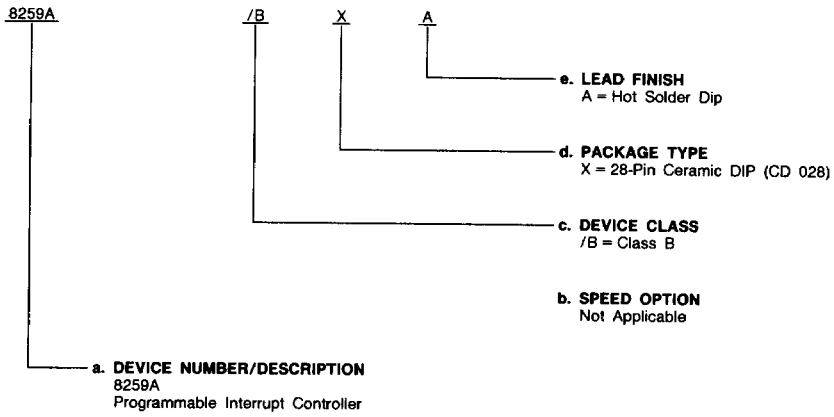 8259A /B X A
e. LEAD FINISH
A = Hot Solder Dip
d. PACKAGE TYPE
X = 28-Pin Ceramic DIP (CD 028)
c. DEVICE CLASS
/B = Class B
b. SPEED OPTION
Not Applicable
a. DEVICE NUMBER/DESCRIPTION
8259A
Programmable Interrupt Controller